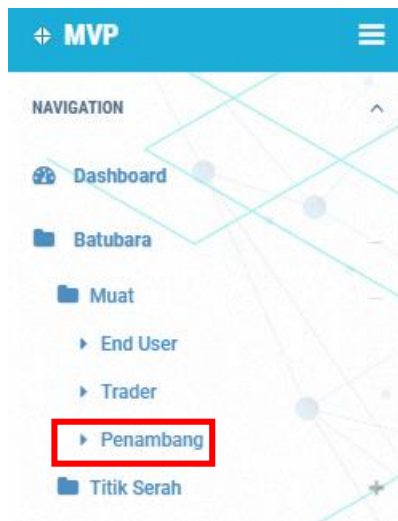 MVP
NAVIGATION
Dashboard
Batubara
Muat
End User
Trader
Penambang
Titik Serah